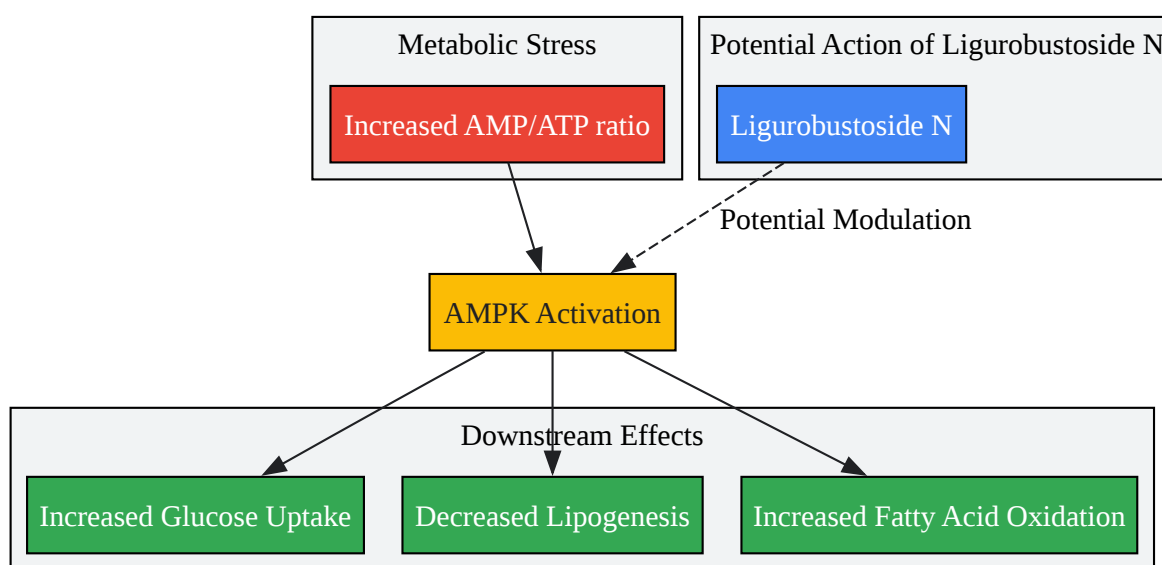 Metabolic Stress
Potential Action of Ligurobustoside N
Increased AMP/ATP ratio
Ligurobustoside N
Potential Modulation
AMPK Activation
Downstream Effects
Increased Glucose Uptake
Decreased Lipogenesis
Increased Fatty Acid Oxidation